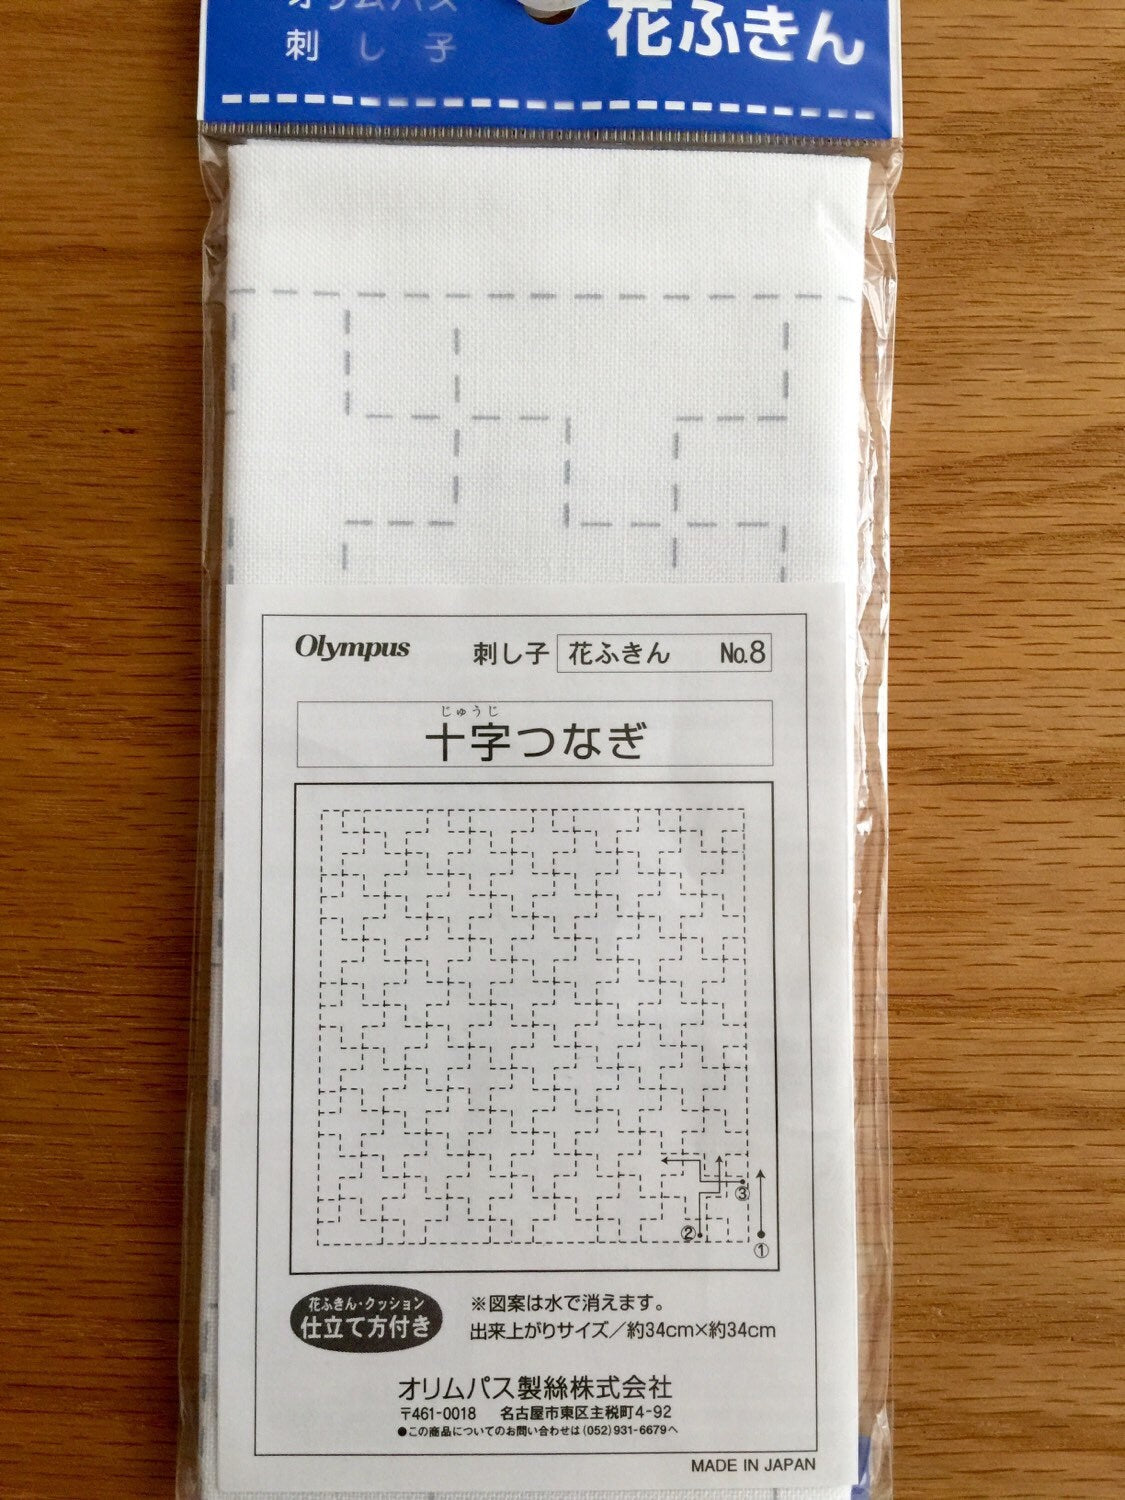 オリムパス
刺し子
花ふきん
Olympus
刺し子 花ふきん No.8
じゅうじ
十字つなぎ
③
②
①
花ふきん・クッション
仕立て方付き
※図案は水で消えます。
出来上がりサイズ/約34cm×約34cm
オリムパス製絲株式会社
〒461-0018 名古屋市東区主税町4-92
●この商品についてのお問い合わせは(052)931-6679へ
MADE IN JAPAN